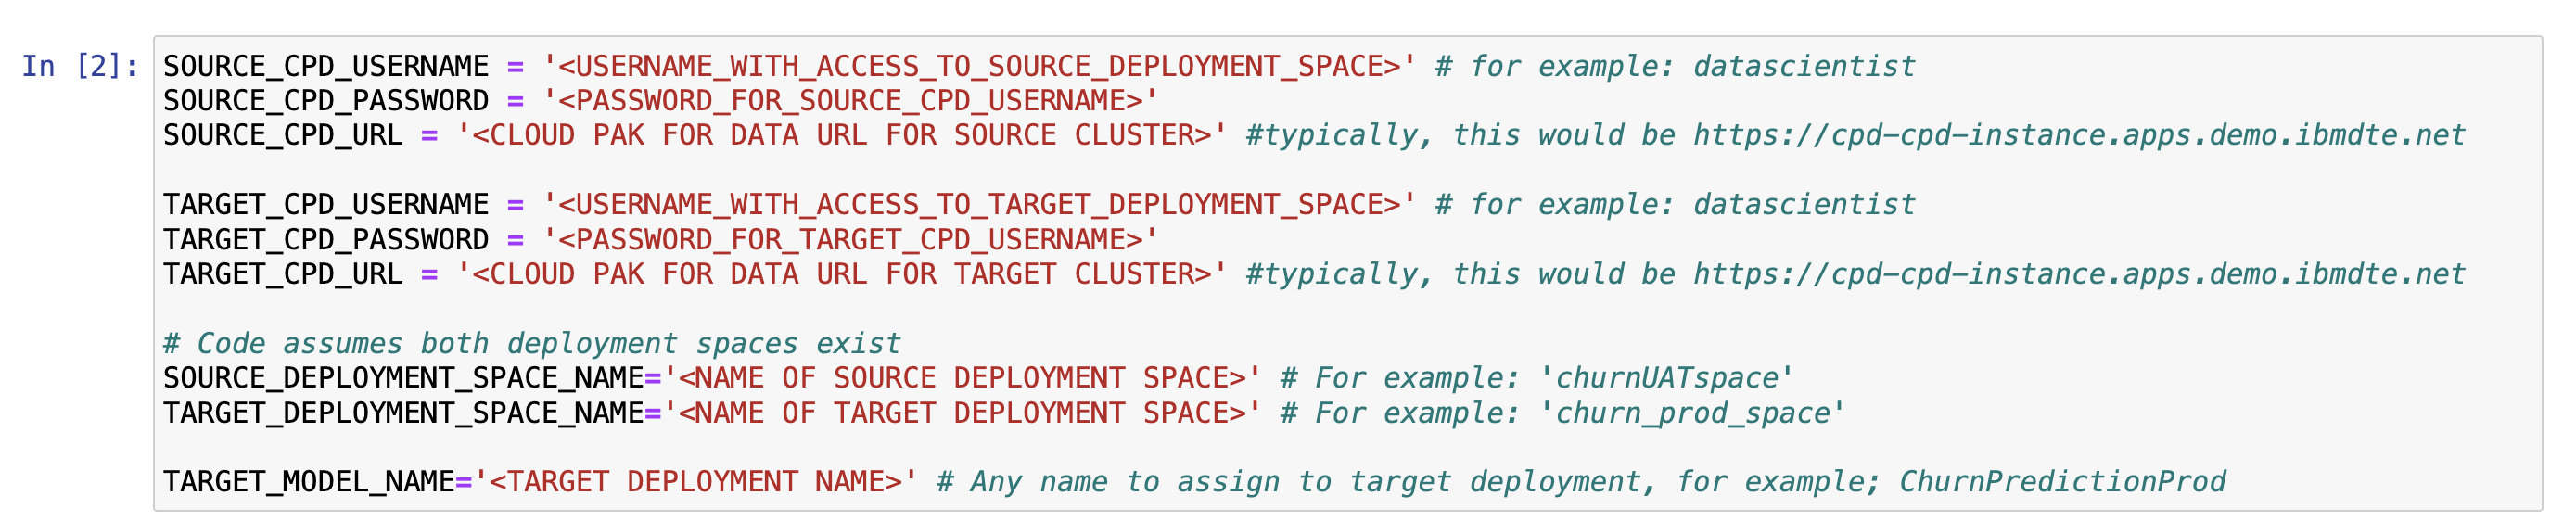 In [2]: SOURCE_CPD_USERNAME = '<USERNAME_WITH_ACCESS_TO_SOURCE_DEPLOYMENT_SPACE>' # for example: datascientist
SOURCE_CPD_PASSWORD = '<PASSWORD_FOR_SOURCE_CPD_USERNAME>'
SOURCE_CPD_URL = '<CLOUD PAK FOR DATA URL FOR SOURCE CLUSTER>' #typically, this would be https://cpd-cpd-instance.apps.demo.ibmdte.net
TARGET_CPD_USERNAME = '<USERNAME_WITH_ACCESS_TO_TARGET_DEPLOYMENT_SPACE>' # for example: datascientist
TARGET_CPD_PASSWORD = '<PASSWORD_FOR_TARGET_CPD_USERNAME>'
TARGET_CPD_URL = '<CLOUD PAK FOR DATA URL FOR TARGET CLUSTER>' #typically, this would be https://cpd-cpd-instance.apps.demo.ibmdte.net
# Code assumes both deployment spaces exist
SOURCE_DEPLOYMENT_SPACE_NAME='<NAME OF SOURCE DEPLOYMENT SPACE>' # For example: 'churnUATspace'
TARGET_DEPLOYMENT_SPACE_NAME='<NAME OF TARGET DEPLOYMENT SPACE>' # For example: 'churn_prod_space'
TARGET_MODEL_NAME='<TARGET DEPLOYMENT NAME>' # Any name to assign to target deployment, for example; ChurnPredictionProd